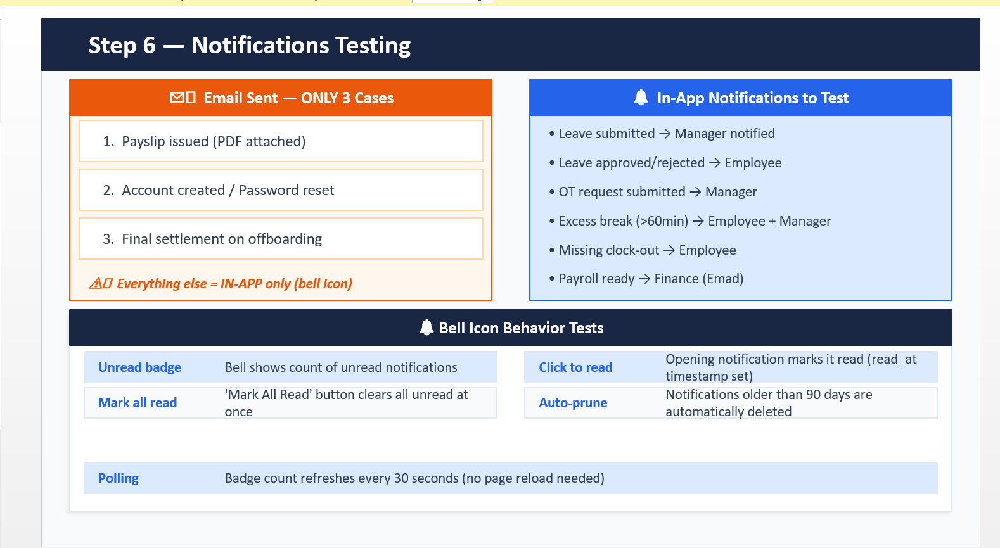 Step 6 — Notifications Testing
Email Sent — ONLY 3 Cases
1. Payslip issued (PDF attached)
2. Account created / Password reset
3. Final settlement on offboarding
Everything else = IN-APP only (bell icon)
In-App Notifications to Test
• Leave submitted → Manager notified
• Leave approved/rejected → Employee
• OT request submitted → Manager
• Excess break (>60min) → Employee + Manager
• Missing clock-out → Employee
• Payroll ready → Finance (Emad)
Bell Icon Behavior Tests
Unread badge
Bell shows count of unread notifications
Click to read
Opening notification marks it read (read_at
timestamp set)
Mark all read
'Mark All Read' button clears all unread at
once
Auto-prune
Notifications older than 90 days are
automatically deleted
Polling
Badge count refreshes every 30 seconds (no page reload needed)